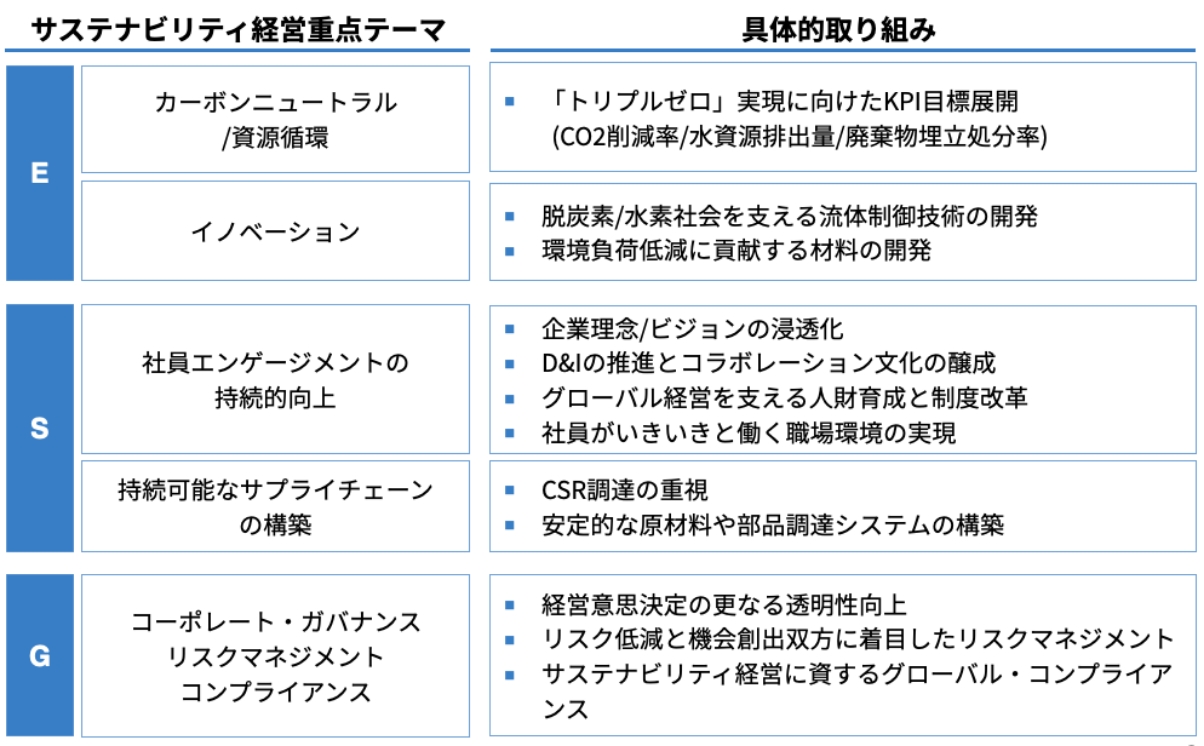 サステナビリティ経営重点テーマ
具体的取り組み
E
カーボンニュートラル
/資源循環
▪ 「トリプルゼロ」実現に向けたKPI目標展開
(CO2削減率/水資源排出量/廃棄物埋立処分率)
イノベーション
▪ 脱炭素/水素社会を支える流体制御技術の開発
▪ 環境負荷低減に貢献する材料の開発
S
社員エンゲージメントの
持続的向上
▪ 企業理念/ビジョンの浸透化
▪ D&Iの推進とコラボレーション文化の醸成
▪ グローバル経営を支える人財育成と制度改革
▪ 社員がいきいきと働く職場環境の実現
持続可能なサプライチェーン
の構築
▪ CSR調達の重視
▪ 安定的な原材料や部品調達システムの構築
G
コーポレート・ガバナンス
リスクマネジメント
コンプライアンス
▪ 経営意思決定の更なる透明性向上
▪ リスク低減と機会創出双方に着目したリスクマネジメント
▪ サステナビリティ経営に資するグローバル・コンプライア
ンス